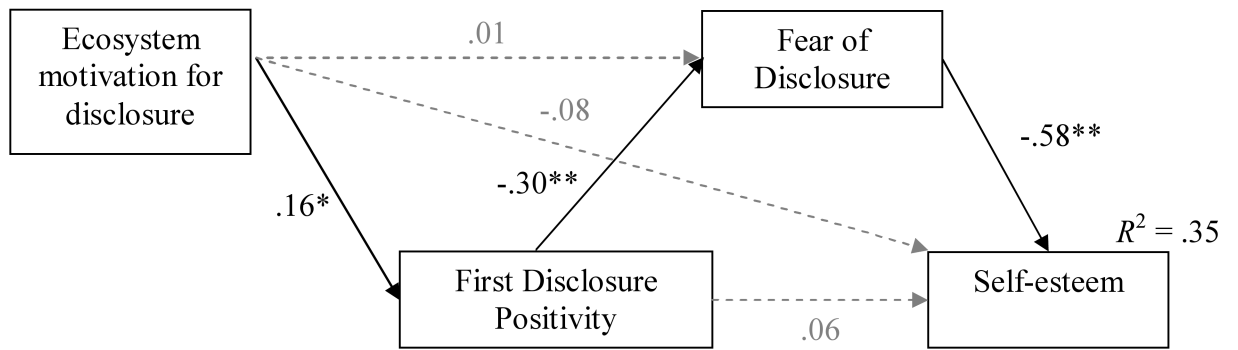 Ecosystem
motivation for
disclosure
.01
Fear of
Disclosure
-.08
-.58**
-.30**
.16*
R² = .35
First Disclosure
Positivity
Self-esteem
.06